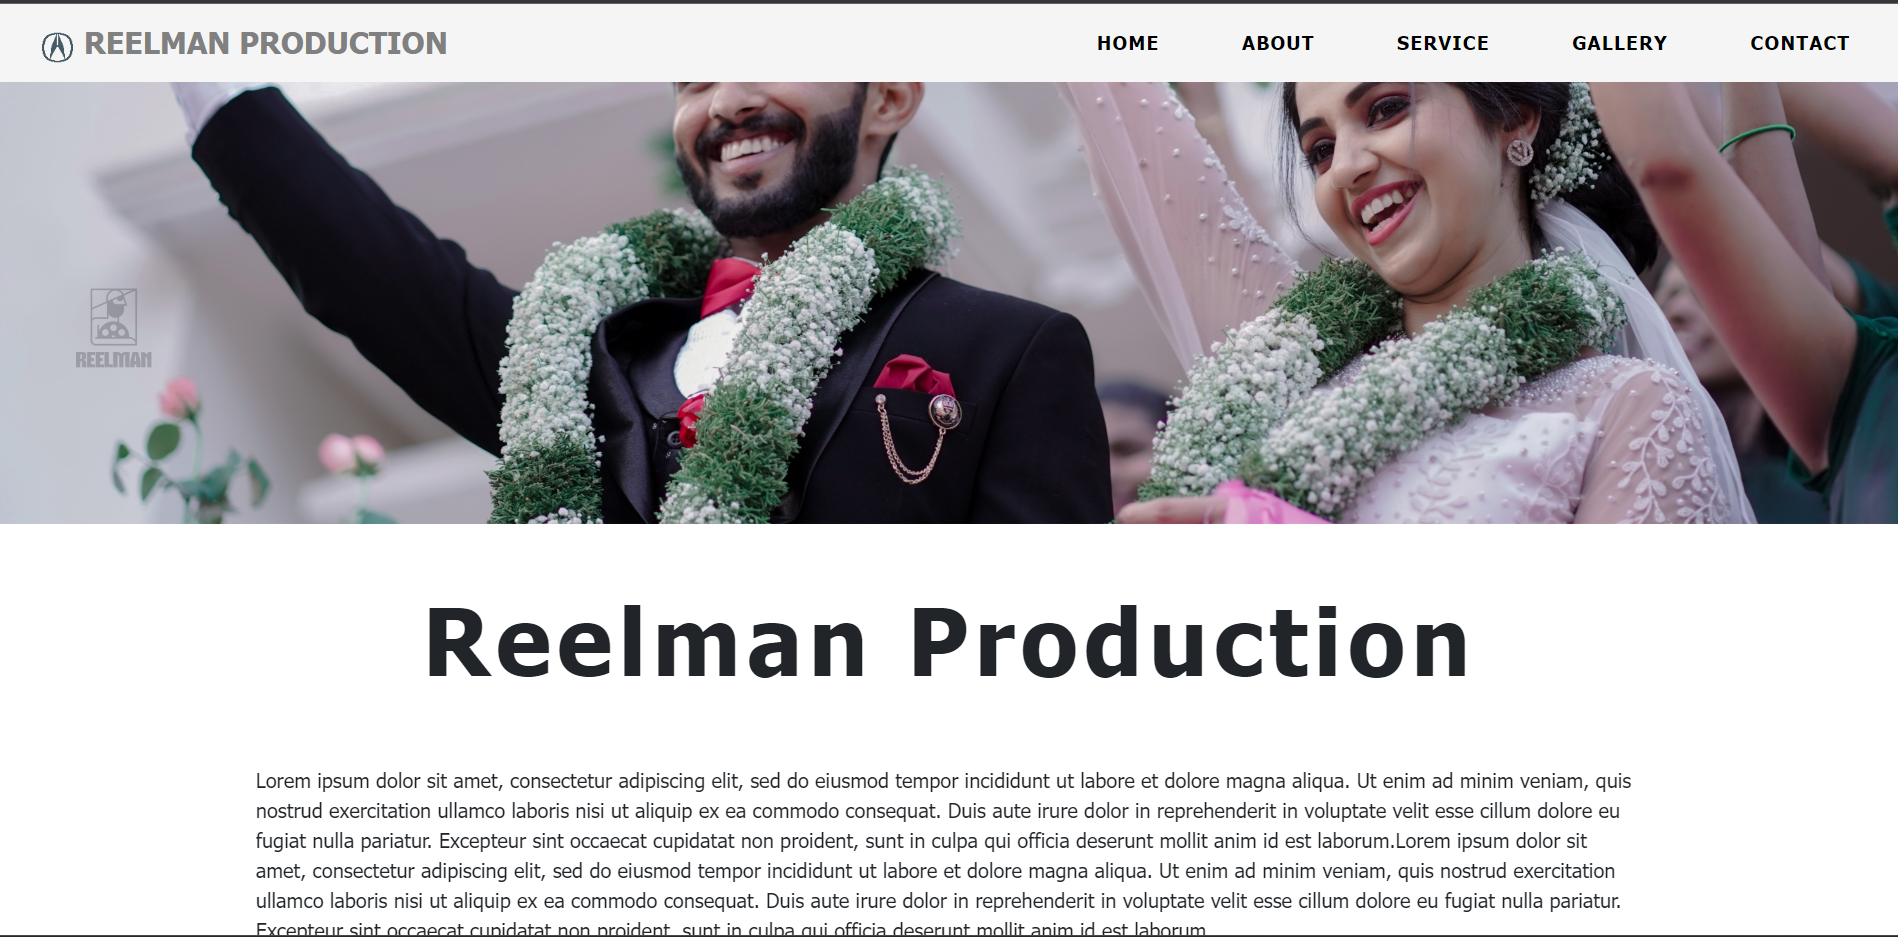 REELMAN PRODUCTION
HOME ABOUT SERVICE GALLERY CONTACT
REELMAN
Reelman Production
Lorem ipsum dolor sit amet, consectetur adipiscing elit, sed do eiusmod tempor incididunt ut labore et dolore magna aliqua. Ut enim ad minim veniam, quis
nostrud exercitation ullamco laboris nisi ut aliquip ex ea commodo consequat. Duis aute irure dolor in reprehenderit in voluptate velit esse cillum dolore eu
fugiat nulla pariatur. Excepteur sint occaecat cupidatat non proident, sunt in culpa qui officia deserunt mollit anim id est laborum.Lorem ipsum dolor sit
amet, consectetur adipiscing elit, sed do eiusmod tempor incididunt ut labore et dolore magna aliqua. Ut enim ad minim veniam, quis nostrud exercitation
ullamco laboris nisi ut aliquip ex ea commodo consequat. Duis aute irure dolor in reprehenderit in voluptate velit esse cillum dolore eu fugiat nulla pariatur.
Excepteur sint occaecat cupidatat non proident, sunt in culpa qui officia deserunt mollit anim id est laborum.